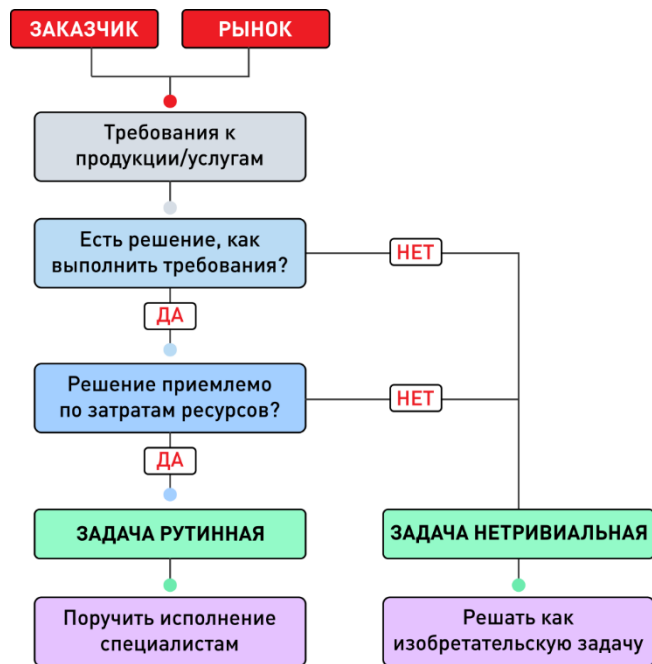 ЗАКАЗЧИК
РЫНОК
Требования к
продукции/услугам
Есть решение, как
выполнить требования?
НЕТ
ДА
Решение приемлемо
по затратам ресурсов?
НЕТ
ДА
ЗАДАЧА РУТИННАЯ
ЗАДАЧА НЕТРИВИАЛЬНАЯ
Поручить исполнение
специалистам
Решать как
изобретательскую задачу